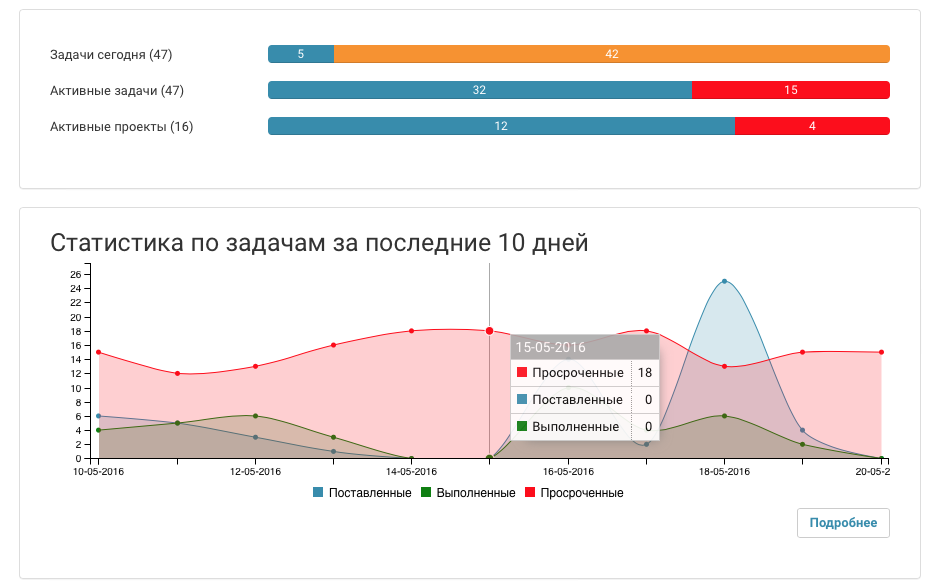 Задачи сегодня (47) 5 42
Активные задачи (47) 32 15
Активные проекты (16) 12 4
Статистика по задачам за последние 10 дней
26
24
22
20
18
16
14
12
10
8
6
4
2
0
15-05-2016
Просроченные 18
Поставленные 0
Выполненные 0
10-05-2016 12-05-2016 14-05-2016 16-05-2016 18-05-2016 20-05-2
Поставленные Выполненные Просроченные
Подробнее